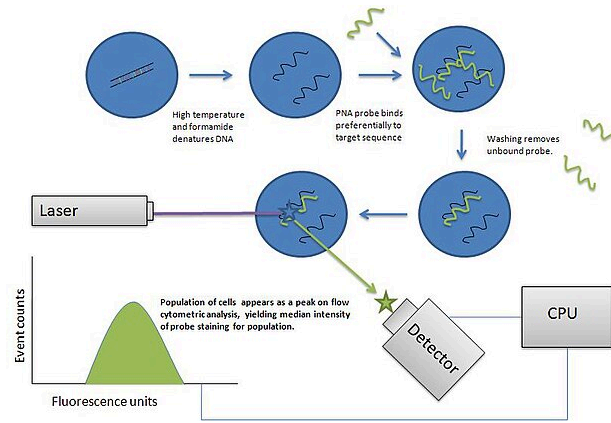 High temperature
and formamide
denatures DNA
PNA probe binds
preferentially to
target sequence
Washing removes
unbound probe.
Laser
Population of cells appears as a peak on flow
cytometric analysis, yielding median intensity
of probe staining for population.
Detector
CPU
Event counts
Fluorescence units